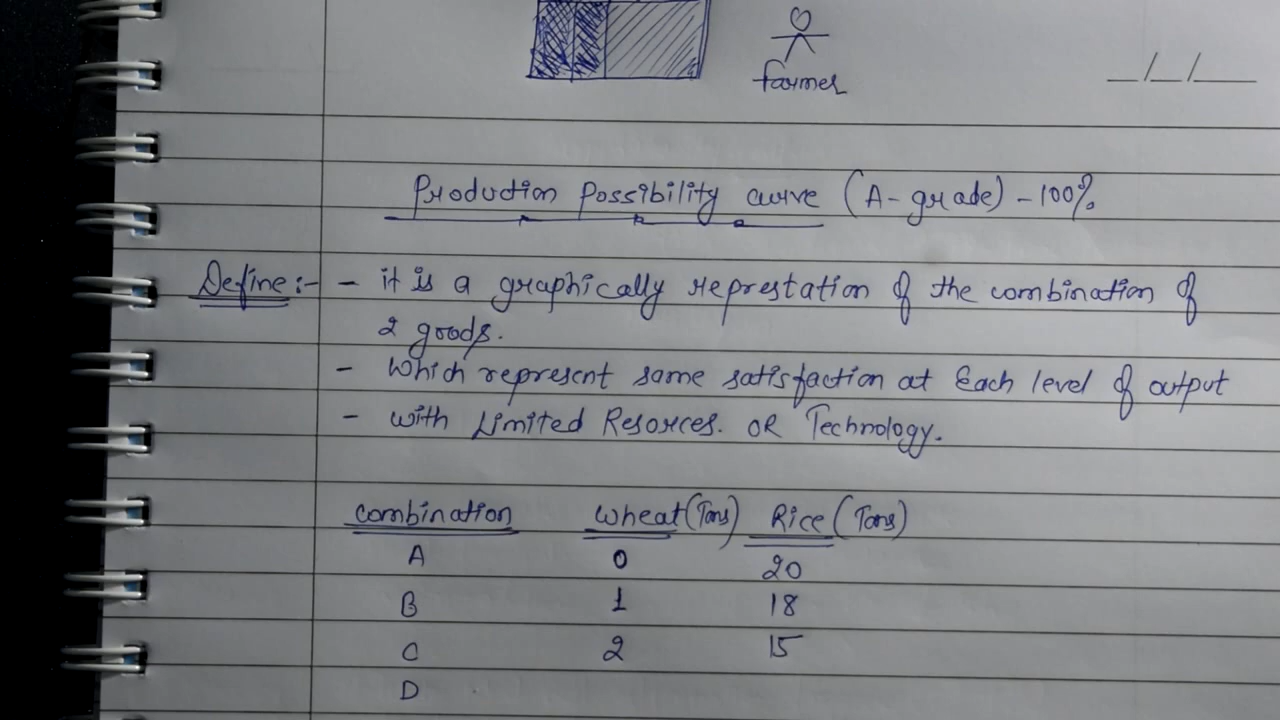 farmer
_/_/__
Production Possibility curve (A-grade) - 100%
Define:- - it is a graphically represtation of the combination of
2 goods.
- Which represent same satisfaction at Each level of output
- with Limited Resorces. OR Technology.
Combination Wheat (Tons) Rice (Tons)
A 0 20
B 1 18
C 2 15
D